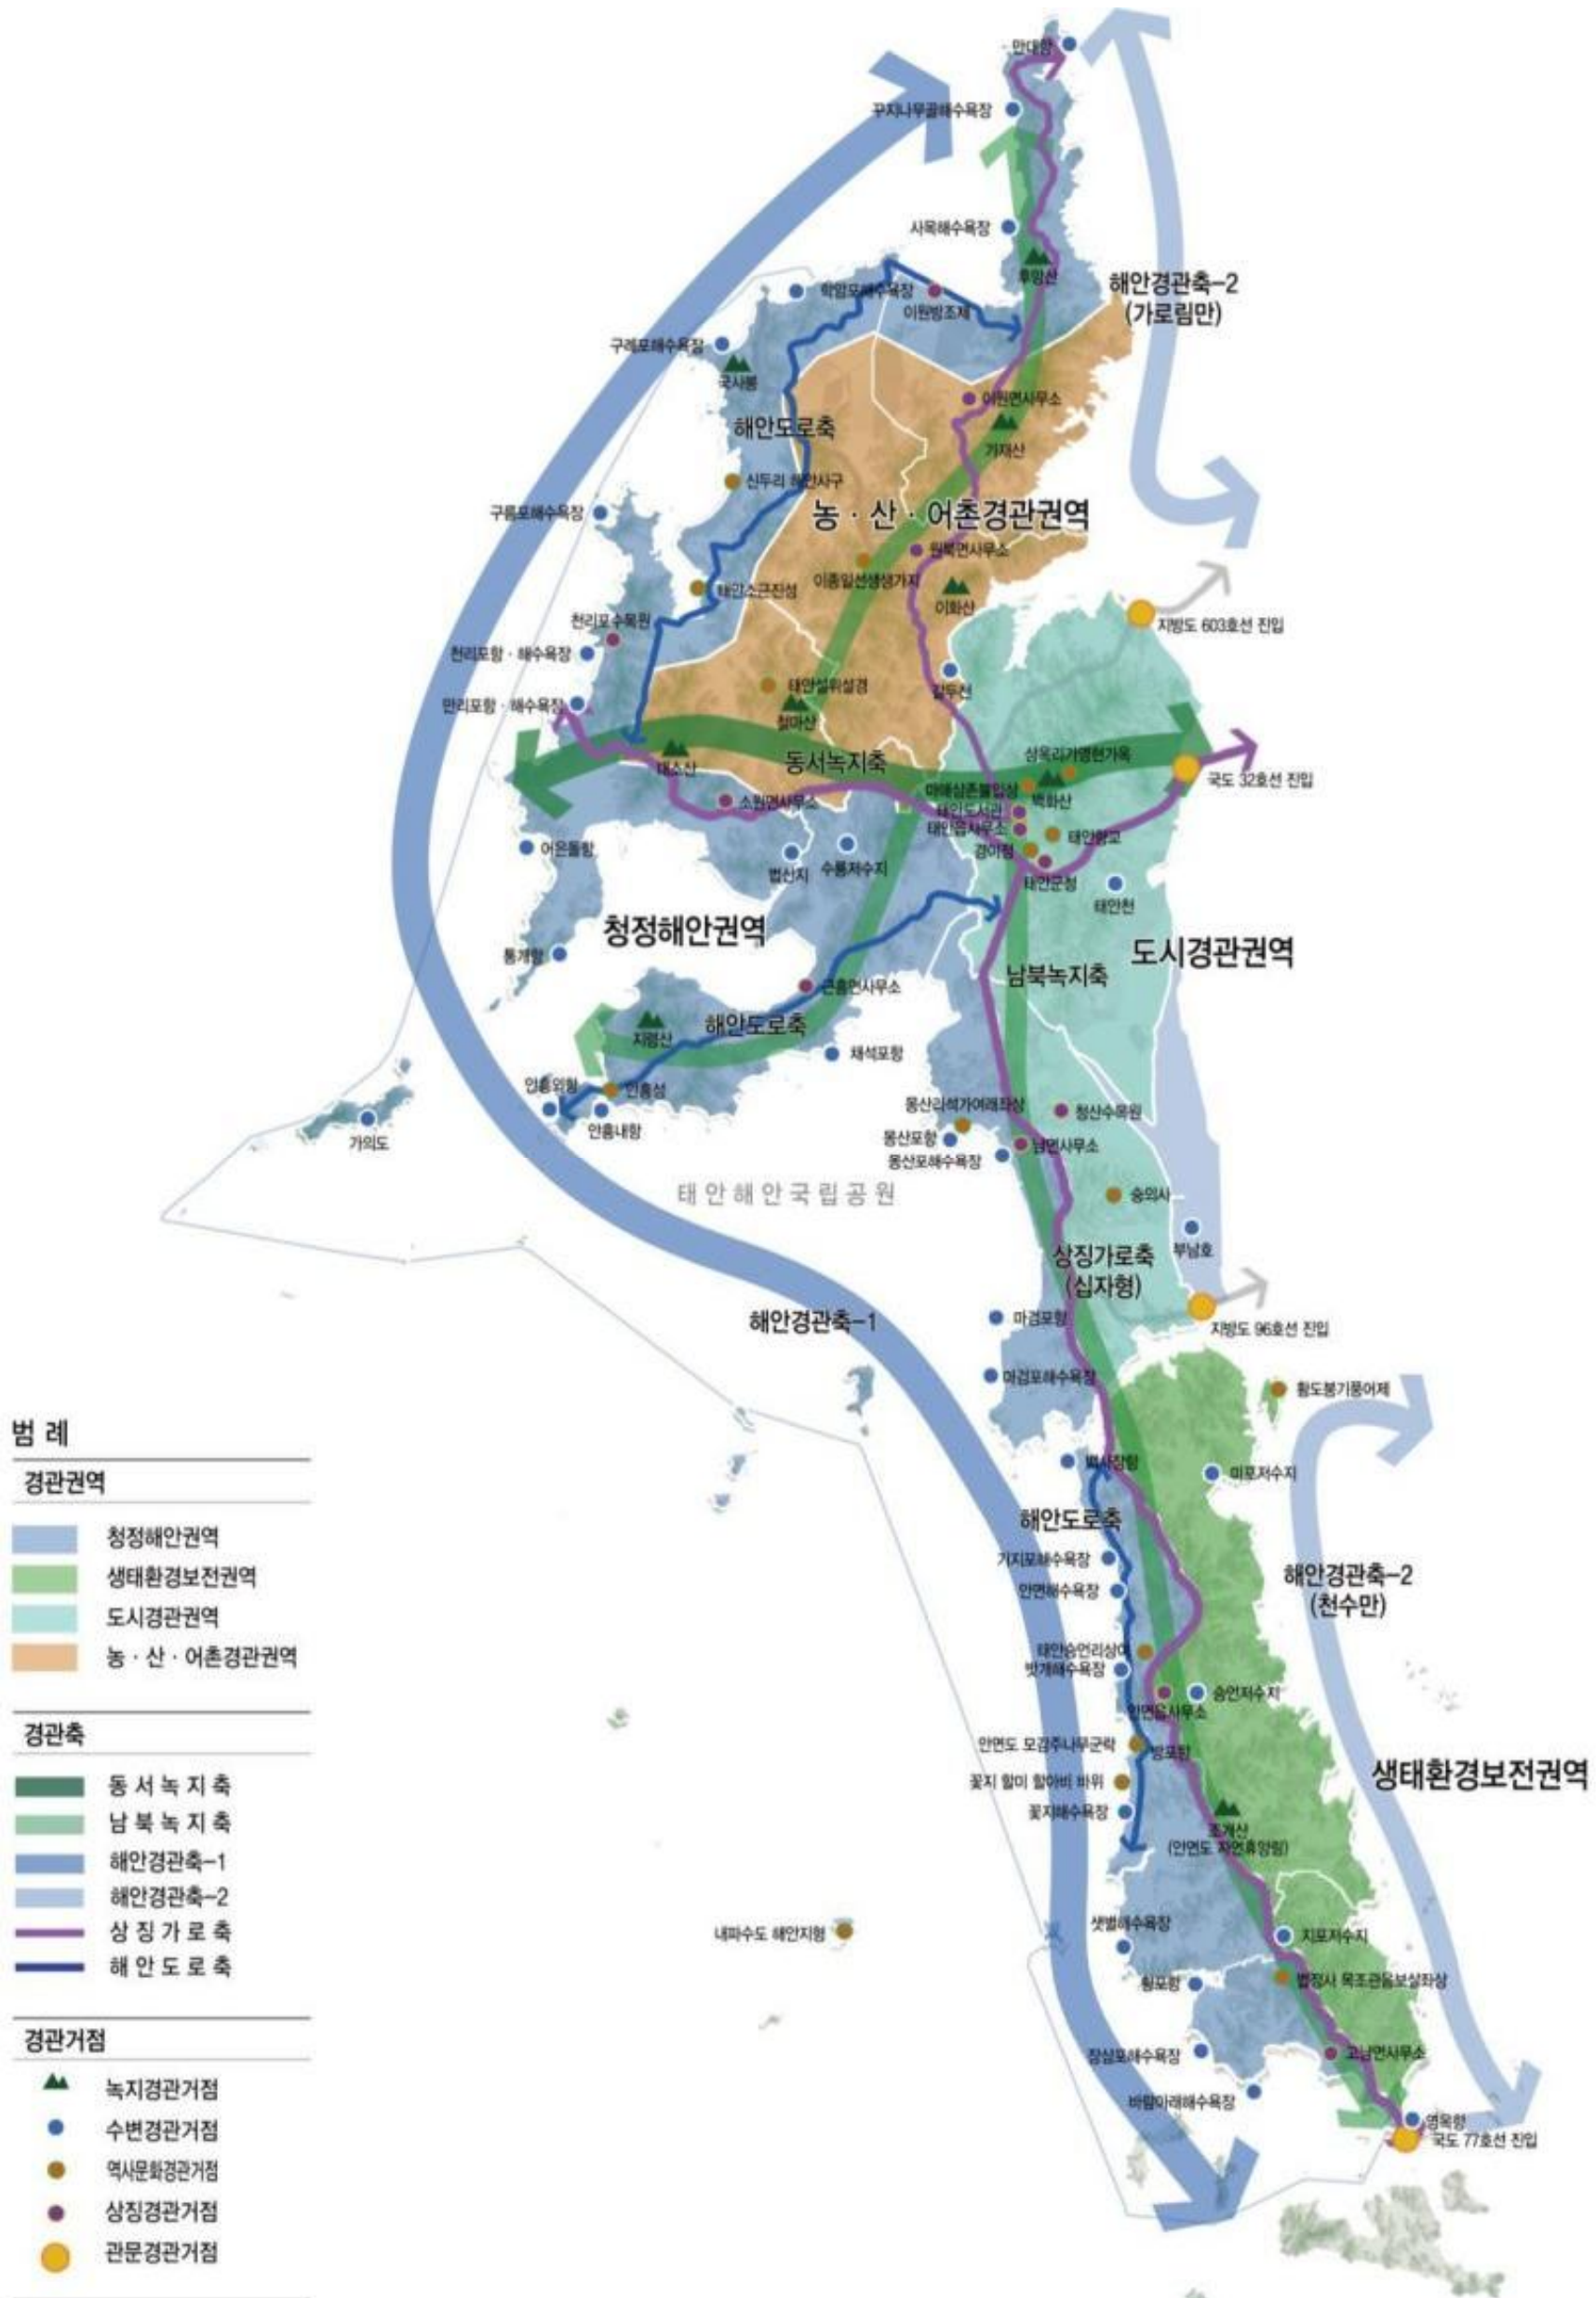 만대항
꾸지나무골해수욕장
사목해수욕장
후망산
해안경관축-2
(가로림만)
학암포해수욕장
이원방조제
구례포해수욕장
국사봉
이원면사무소
해안도로축
가재산
신두리 해안사구
구름포해수욕장
농 · 산 · 어촌경관권역
원북면사무소
이종일선생생가지
태안소근진성
이화산
천리포수목원
지방도 603호선 진입
천리포항 · 해수욕장
태안설위설경
갈두천
만리포항 · 해수욕장
철마산
대소산
동서녹지축
상옥리가영현가옥
국도 32호선 진입
마애삼존불입상
백화산
소원면사무소
태안도서관
태안읍사무소
태안향교
어은돌항
법산지
수룡저수지
경이정
태안군청
태안천
청정해안권역
도시경관권역
통개항
남북녹지축
근흥면사무소
지령산
해안도로축
채석포항
안흥외항
안흥성
안흥내항
가의도
몽산리석가여래좌상
청산수목원
몽산포항
남면사무소
몽산포해수욕장
태안해안국립공원
숭의사
부남호
상징가로축
(십자형)
해안경관축-1
마검포항
지방도 96호선 진입
마검포해수욕장
황도붕기풍어제
백사장항
미포저수지
해안도로축
기지포해수욕장
안면해수욕장
해안경관축-2
(천수만)
태안승언리상여
밧개해수욕장
승언저수지
안면읍사무소
안면도 모감주나무군락
방포항
꽃지 할미 할아비 바위
생태환경보전권역
꽃지해수욕장
조개산
(안면도 자연휴양림)
샛별해수욕장
내파수도 해안지형
지포저수지
황포항
법정사 목조관음보살좌상
장삼포해수욕장
고남면사무소
바람아래해수욕장
영목항
국도 77호선 진입
범 례
경관권역
청정해안권역
생태환경보전권역
도시경관권역
농 · 산 · 어촌경관권역
경관축
동 서 녹 지 축
남 북 녹 지 축
해안경관축-1
해안경관축-2
상 징 가 로 축
해 안 도 로 축
경관거점
녹지경관거점
수변경관거점
역사문화경관거점
상징경관거점
관문경관거점